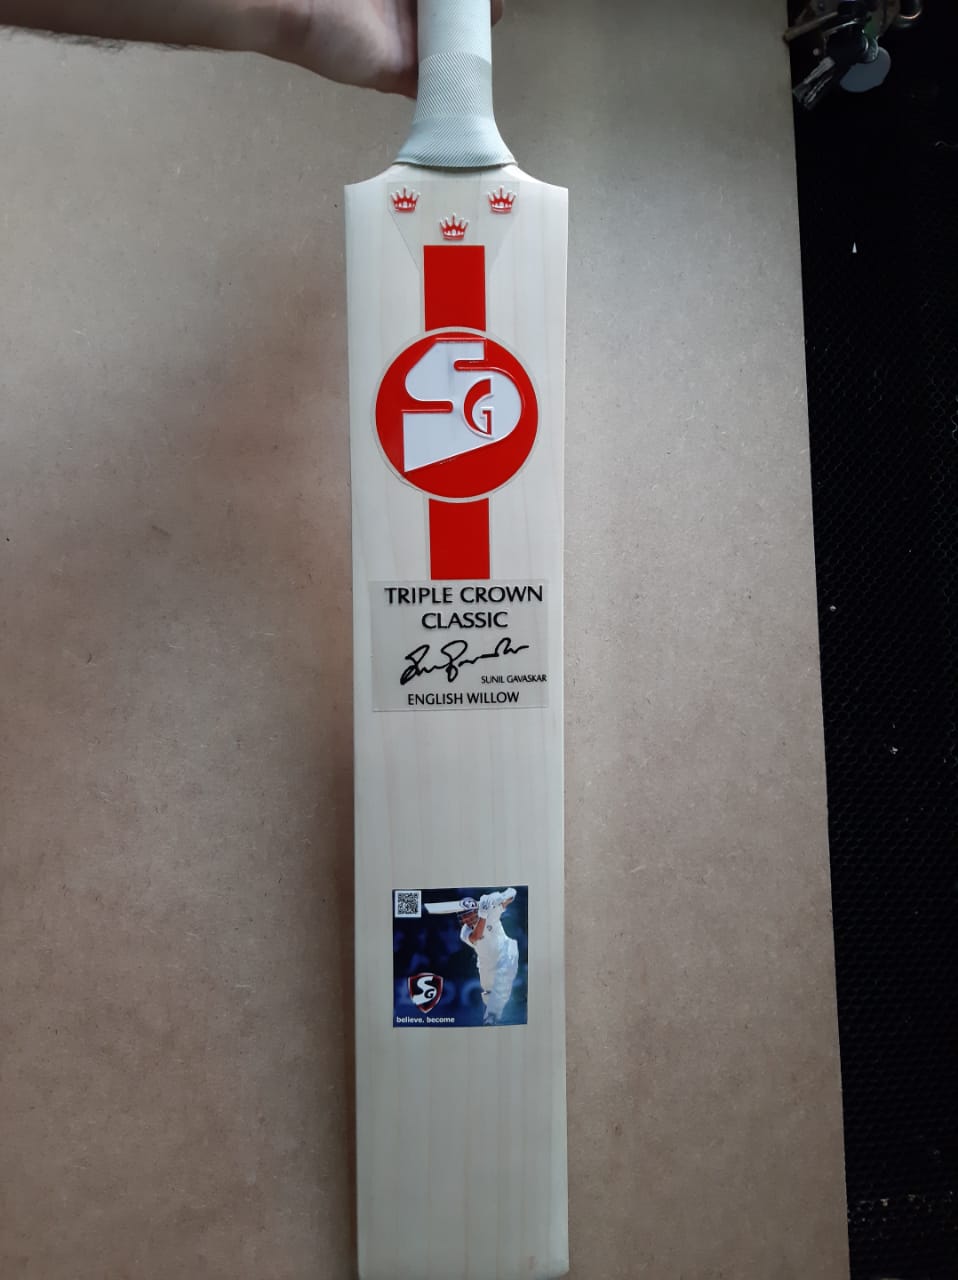 SG
TRIPLE CROWN
CLASSIC
SUNIL GAVASKAR
ENGLISH WILLOW
SG
believe. become